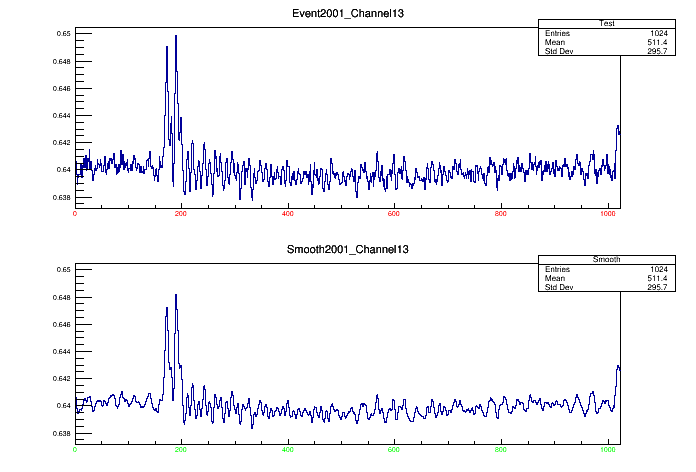 Event2001_Channel13
Test
Entries 1024
Mean 511.4
Std Dev 295.7
0.65
0.648
0.646
0.644
0.642
0.64
0.638
0 200 400 600 800 1000
Smooth2001_Channel13
Smooth
Entries 1024
Mean 511.4
Std Dev 295.7
0.65
0.648
0.646
0.644
0.642
0.64
0.638
0 200 400 600 800 1000